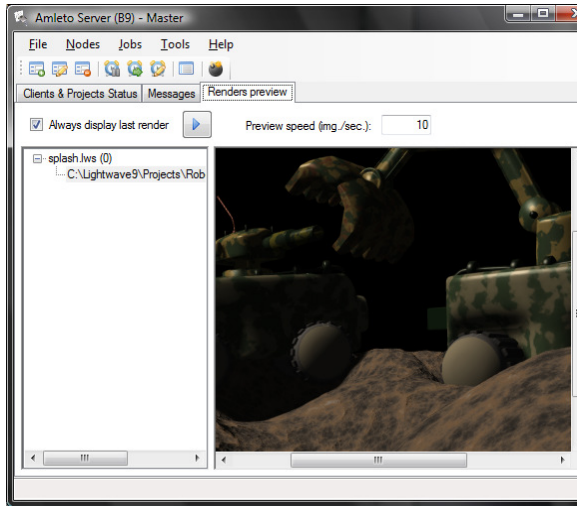 Amleto Server (B9) - Master
File Nodes Jobs Tools Help
Clients & Projects Status Messages Renders preview
Always display last render Preview speed (img./sec.): 10
splash.lws (0)
C:\Lightwave9\Projects\Rob